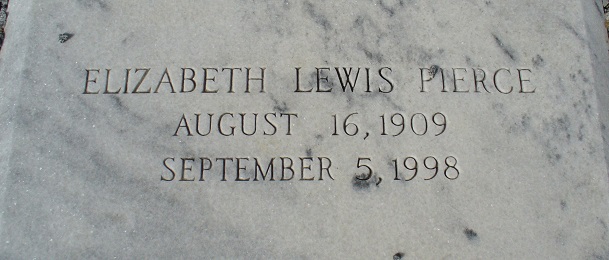 ELIZABETH LEWIS PIERCE
AUGUST 16, 1909
SEPTEMBER 5, 1998